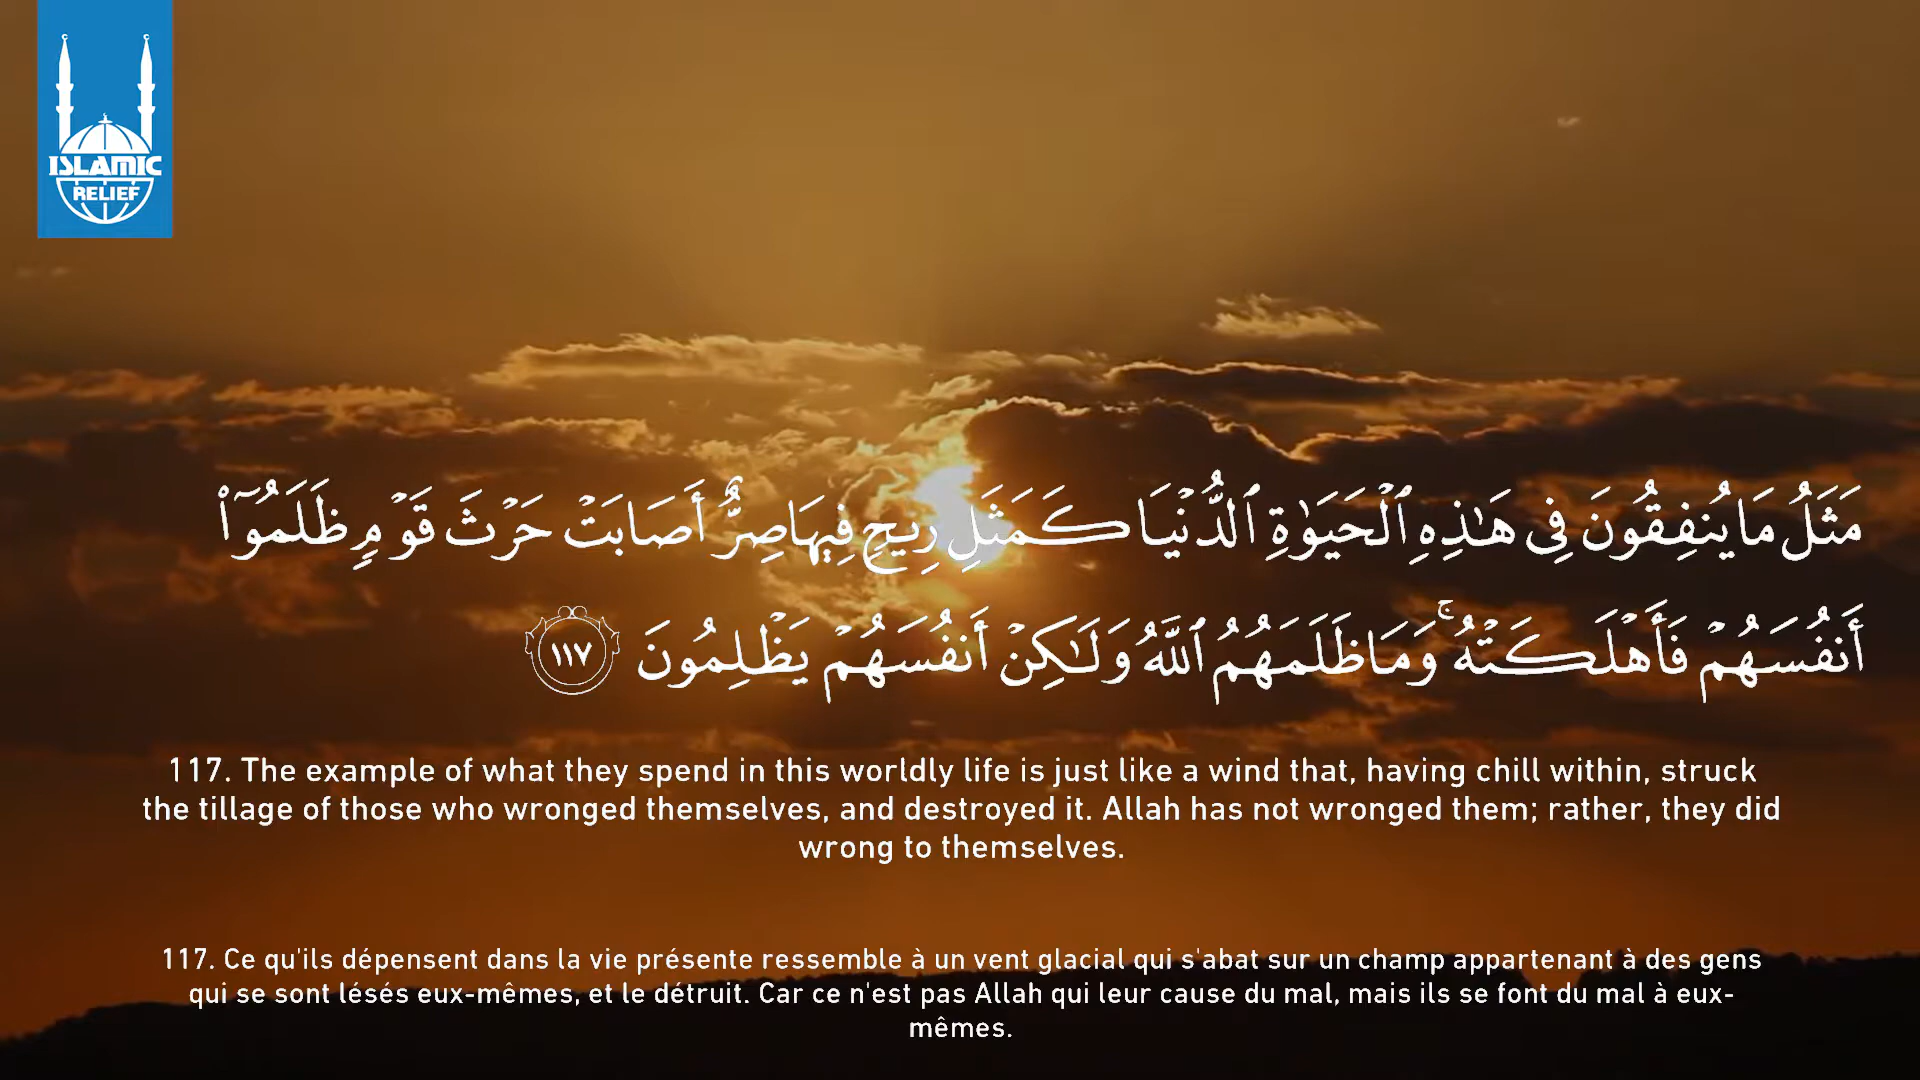 ISLAMIC
RELIEF
مَثَلُ مَا يُنفِقُونَ فِى هَٰذِهِ ٱلْحَيَوٰةِ ٱلدُّنْيَا كَمَثَلِ رِيحٍ فِيهَا صِرٌّ أَصَابَتْ حَرْثَ قَوْمٍ ظَلَمُوٓا۟
أَنفُسَهُمْ فَأَهْلَكَتْهُ ۚ وَمَا ظَلَمَهُمُ ٱللَّهُ وَلَٰكِنْ أَنفُسَهُمْ يَظْلِمُونَ ١١٧
117. The example of what they spend in this worldly life is just like a wind that, having chill within, struck
the tillage of those who wronged themselves, and destroyed it. Allah has not wronged them; rather, they did
wrong to themselves.
117. Ce qu'ils dépensent dans la vie présente ressemble à un vent glacial qui s'abat sur un champ appartenant à des gens
qui se sont lésés eux-mêmes, et le détruit. Car ce n'est pas Allah qui leur cause du mal, mais ils se font du mal à eux-
mêmes.